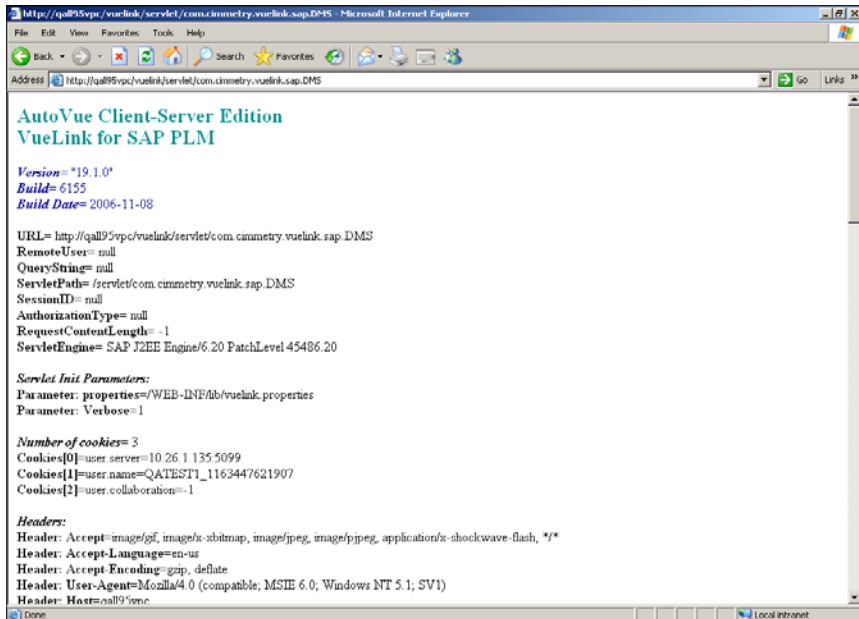 http://qall95vpc/vuelink/servlet/com.cimmetry.vuelink.sap.DMS - Microsoft Internet Explorer
File Edit View Favorites Tools Help
Back Search Favorites
Address http://qall95vpc/vuelink/servlet/com.cimmetry.vuelink.sap.DMS Go Links »
AutoVue Client-Server Edition
VueLink for SAP PLM
Version= "19.1.0"
Build= 6155
Build Date= 2006-11-08
URL= http://qall95vpc/vuelink/servlet/com.cimmetry.vuelink.sap.DMS
RemoteUser= null
QueryString= null
ServletPath= /servlet/com.cimmetry.vuelink.sap.DMS
SessionID= null
AuthorizationType= null
RequestContentLength= -1
ServletEngine= SAP J2EE Engine/6.20 PatchLevel 45486.20
Servlet Init Parameters:
Parameter: properties=/WEB-INF/lib/vuelink.properties
Parameter: Verbose=1
Number of cookies= 3
Cookies[0]=user.server=10.26.1.135:5099
Cookies[1]=user.name=QATEST1_1163447621907
Cookies[2]=user.collaboration=-1
Headers:
Header: Accept=image/gif, image/x-xbitmap, image/jpeg, image/pjpeg, application/x-shockwave-flash, */*
Header: Accept-Language=en-us
Header: Accept-Encoding=gzip, deflate
Header: User-Agent=Mozilla/4.0 (compatible; MSIE 6.0; Windows NT 5.1; SV1)
Header: Host=qall95vpc
Done Local intranet